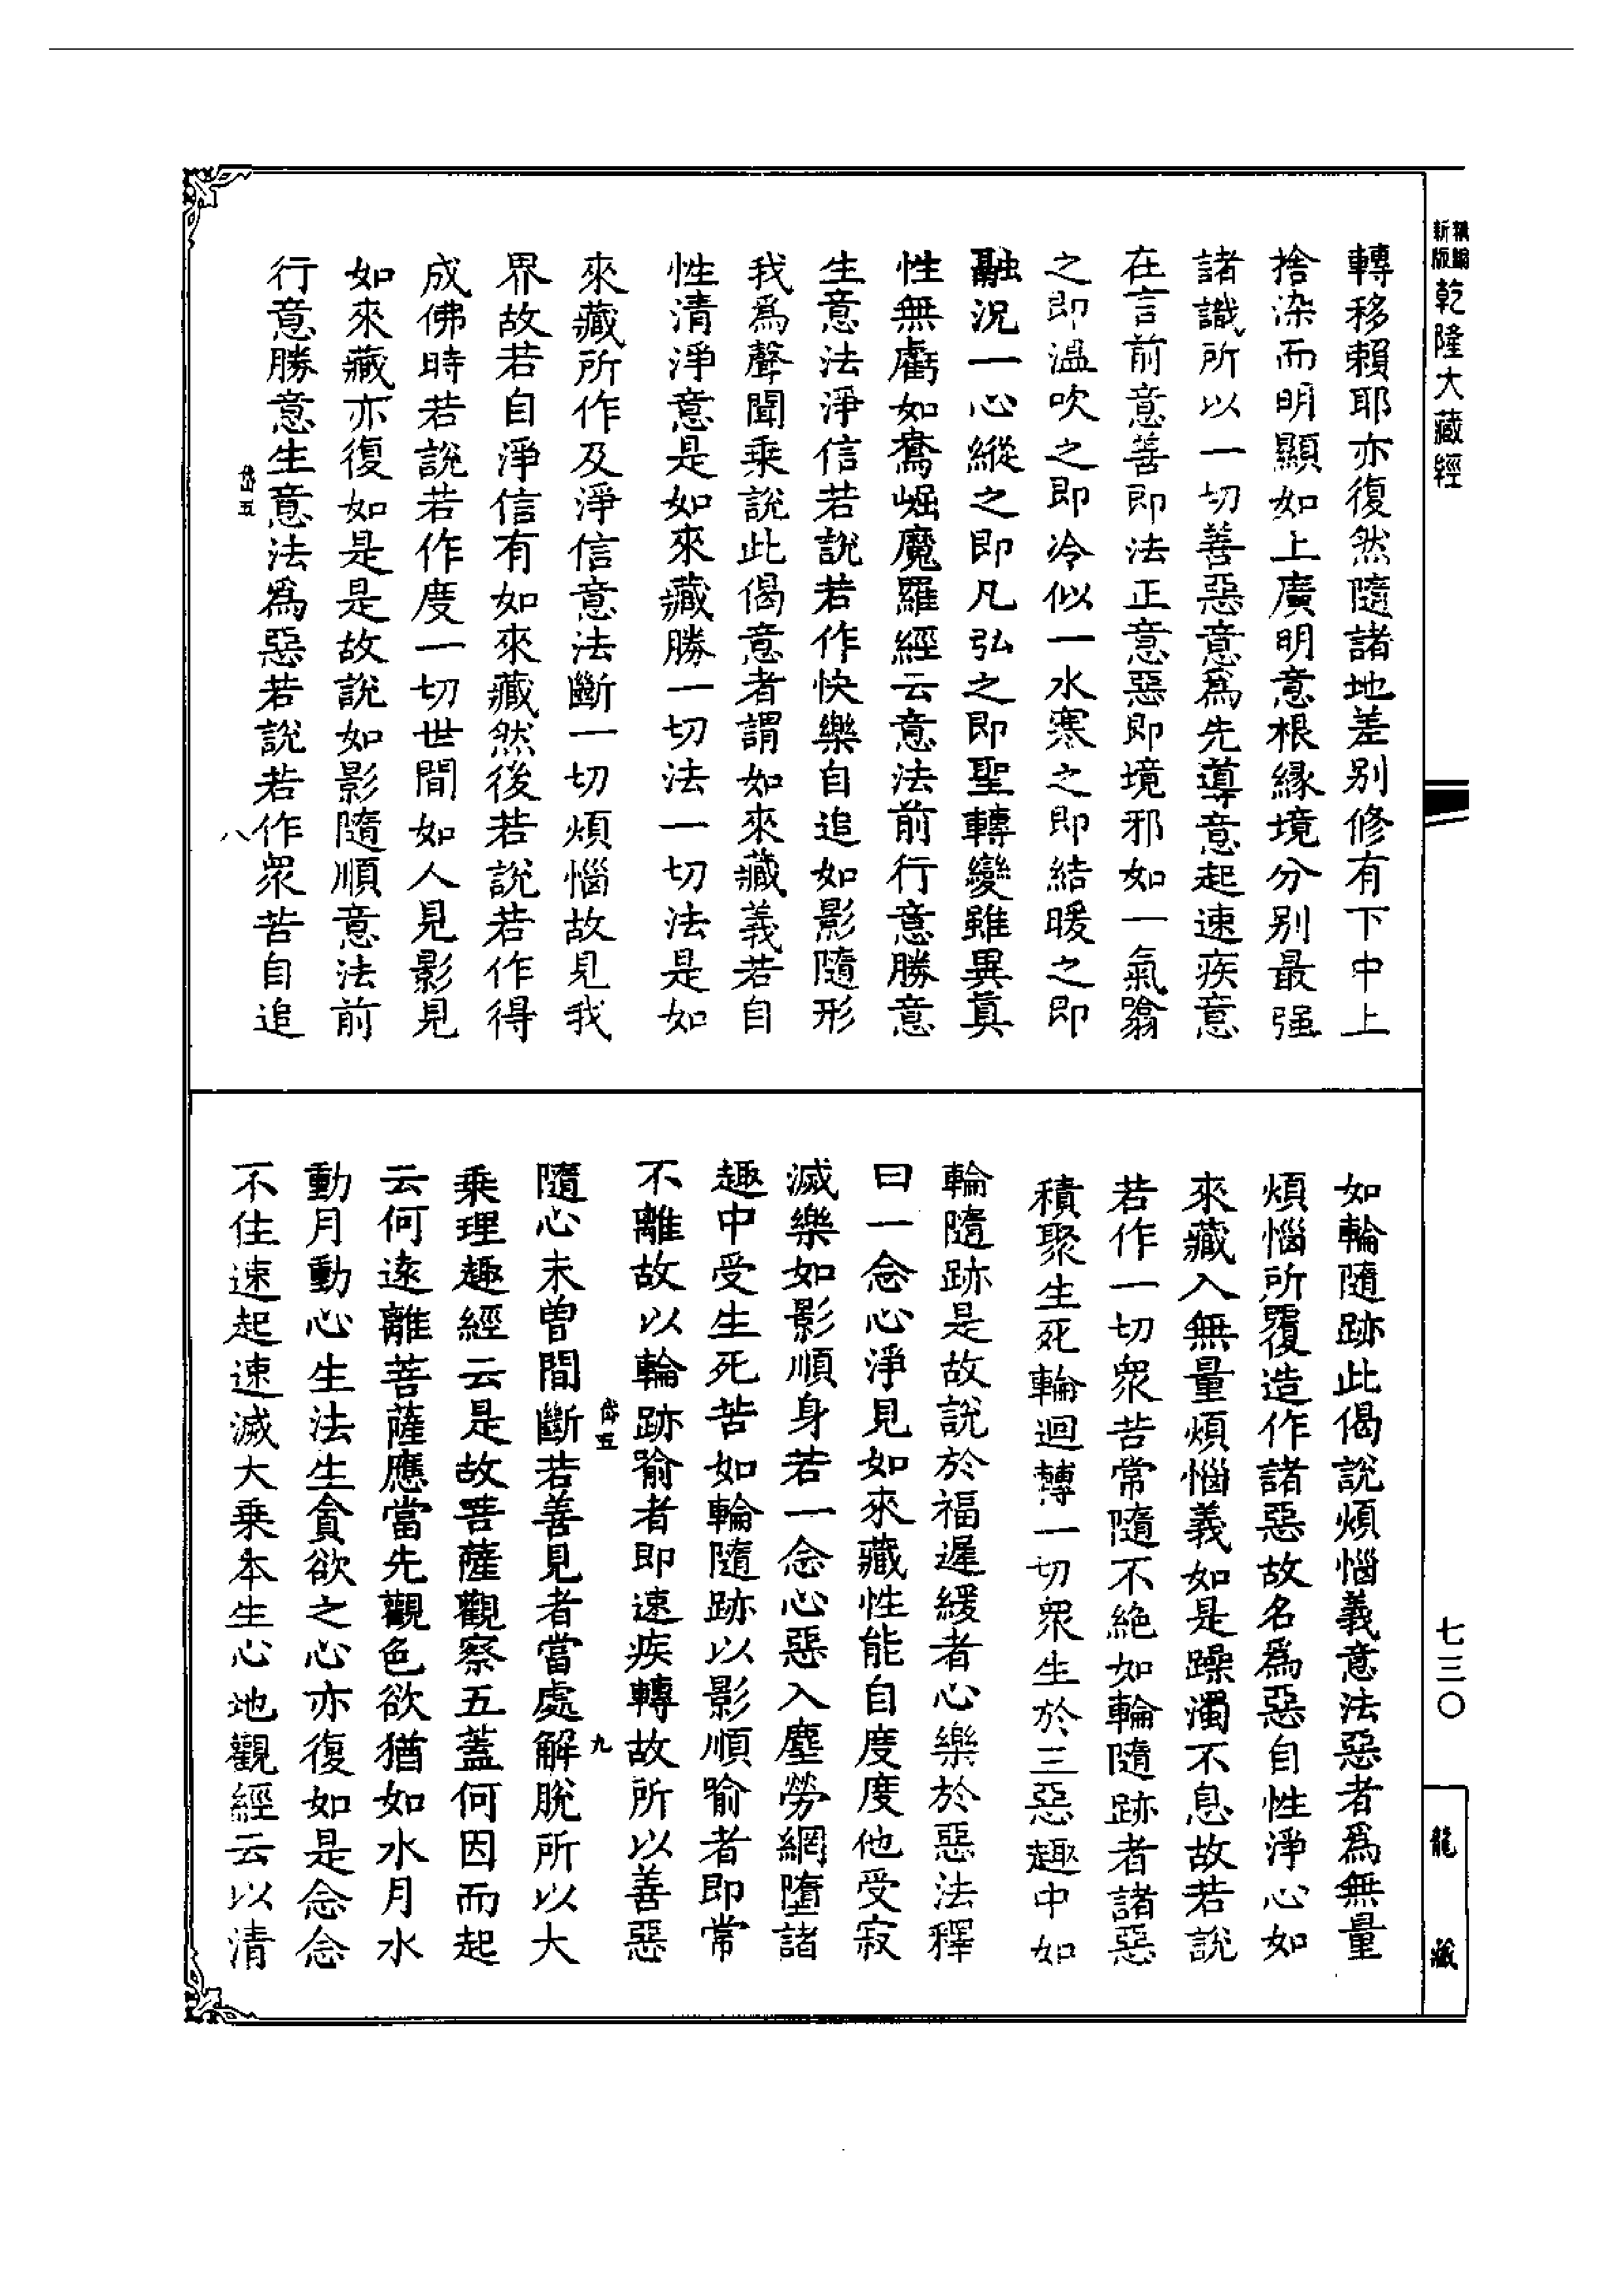 新編
新版
乾隆大藏經
轉移賴耶亦復然隨諸地差别修有下中上
捨染而明顯如上廣明意根緣境分别最强
諸識所以一切善惡意爲先導意起速疾意
在言前意善即法正意惡即境邪如一氣噏
之即溫吹之即冷似一水寒之即結暖之即
融況一心縱之即凡弘之即聖轉變雖異真
性無虧如鴦崛魔羅經云意法前行意勝意
生意法淨信若說若作快樂自追如影隨形
我爲聲聞乘說此偈意者謂如來藏義若自
性清淨意是如來藏勝一切法一切法是如
來藏所作及淨信意法斷一切煩惱故見我
界故若自淨信有如來藏然後若說若作得
成佛時若說若作度一切世間如人見影見
如來藏亦復如是是故說如影隨順意法前
行意勝意生意法爲惡若說若作眾苦自追
岱五
八
如輪隨跡此偈說煩惱義意法惡者爲無量
煩惱所覆造作諸惡故名爲惡自性淨心如
來藏入無量煩惱義如是躁濁不息故若說
若作一切眾苦常隨不絶如輪隨跡者諸惡
積聚生死輪迴轉一切眾生於三惡趣中如
輪隨跡是故說於福遲緩者心樂於惡法釋
曰一念心淨見如來藏性能自度度他受寂
滅樂如影順身若一念心惡入塵勞網墮諸
趣中受生死苦如輪隨跡以影順喻者即常
不離故以輪跡喻者即速疾轉故所以善惡
岱五
九
隨心未曾間斷若善見者當處解脫所以大
乘理趣經云是故菩薩觀察五蓋何因而起
云何遠離菩薩應當先觀色欲猶如水月水
動月動心生法生貪欲之心亦復如是念念
不住速起速滅大乘本生心地觀經云以清
七三〇
龍藏